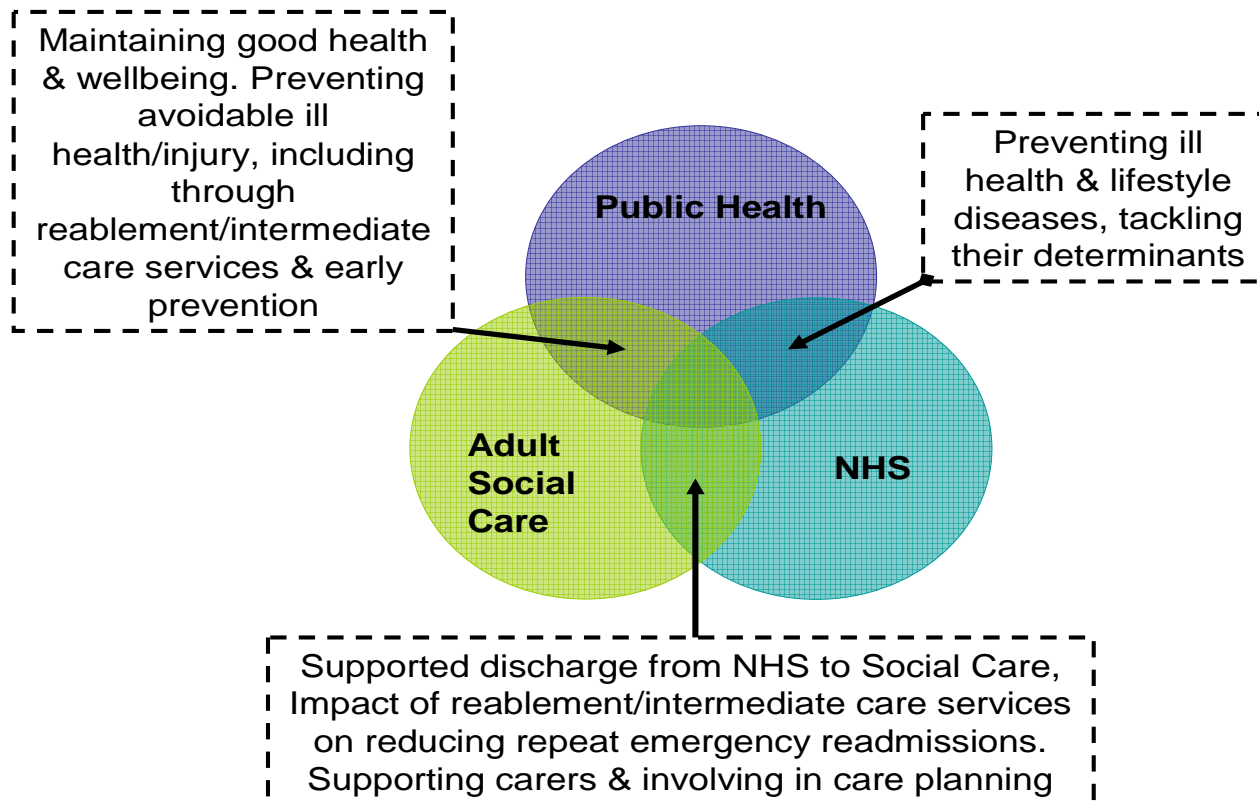 Maintaining good health
& wellbeing. Preventing
avoidable ill
health/injury, including
through
reablement/intermediate
care services & early
prevention
Preventing ill
health & lifestyle
diseases, tackling
their determinants
Public Health
Adult
Social
Care
NHS
Supported discharge from NHS to Social Care,
Impact of reablement/intermediate care services
on reducing repeat emergency readmissions.
Supporting carers & involving in care planning